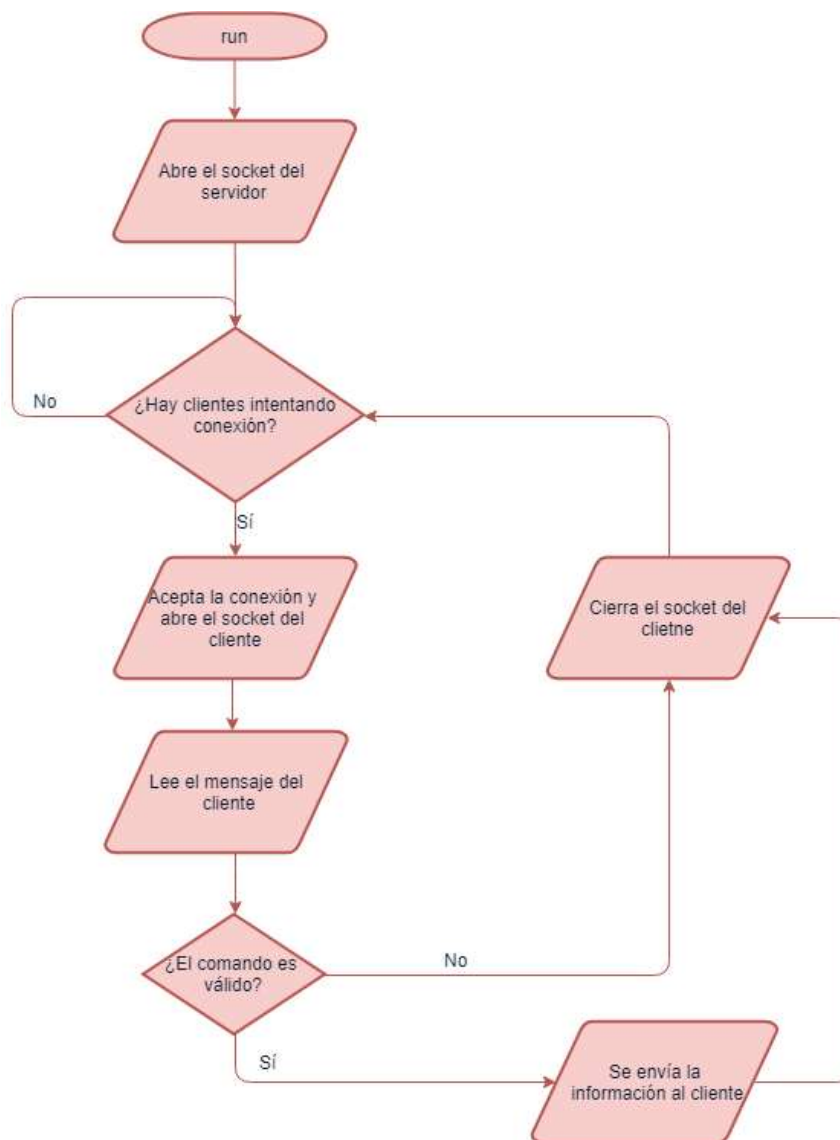 run
Abre el socket del
servidor
¿Hay clientes intentando
conexión?
No
Sí
Acepta la conexión y
abre el socket del
cliente
Cierra el socket del
clietne
Lee el mensaje del
cliente
¿El comando es
válido?
No
Sí
Se envía la
información al cliente